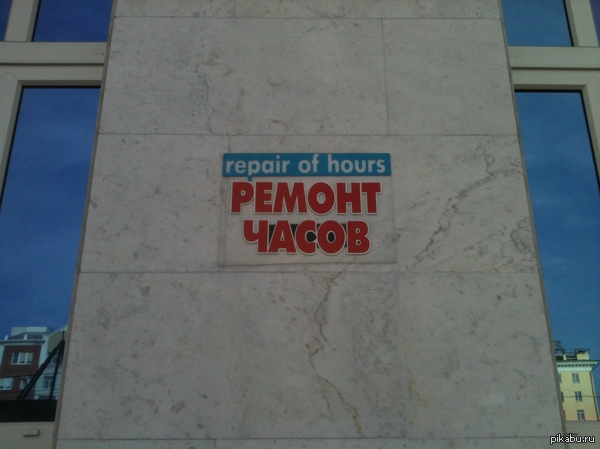 repair of hours
РЕМОНТ
ЧАСОВ
pikabu.ru